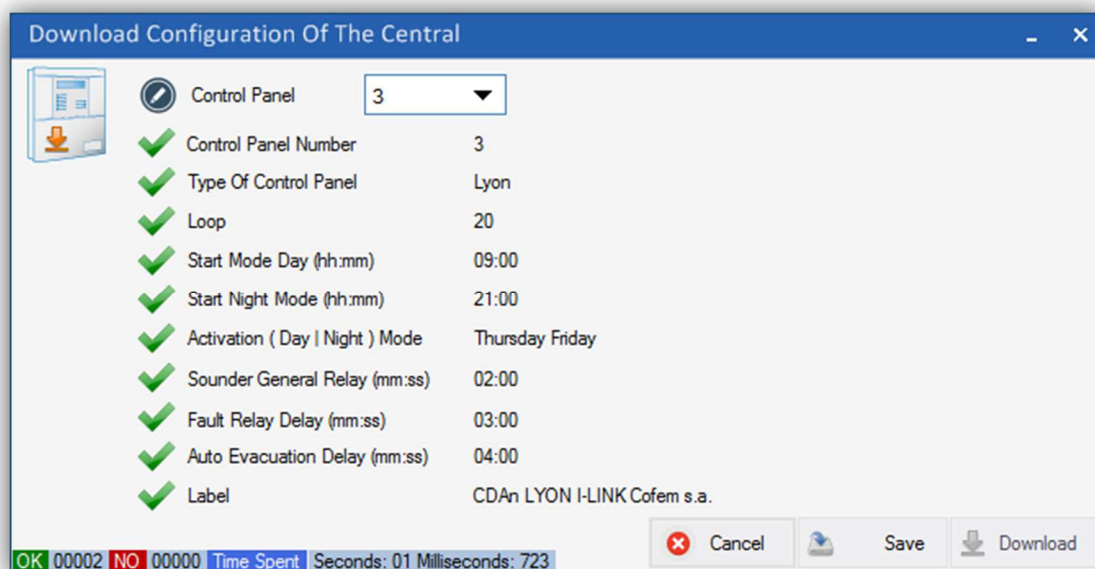 Download Configuration Of The Central
Control Panel 3
Control Panel Number 3
Type Of Control Panel Lyon
Loop 20
Start Mode Day (hh:mm) 09:00
Start Night Mode (hh:mm) 21:00
Activation ( Day | Night ) Mode Thursday Friday
Sounder General Relay (mm:ss) 02:00
Fault Relay Delay (mm:ss) 03:00
Auto Evacuation Delay (mm:ss) 04:00
Label CDAn LYON I-LINK Cofem s.a.
Cancel Save Download
OK 00002 NO 00000 Time Spent Seconds: 01 Milliseconds: 723